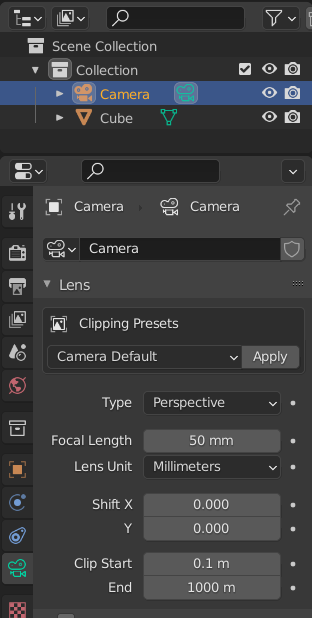 Scene Collection
Collection
Camera
Cube
Camera Camera
Camera
Lens
Clipping Presets
Camera Default Apply
Type Perspective
Focal Length 50 mm
Lens Unit Millimeters
Shift X 0.000
Y 0.000
Clip Start 0.1 m
End 1000 m